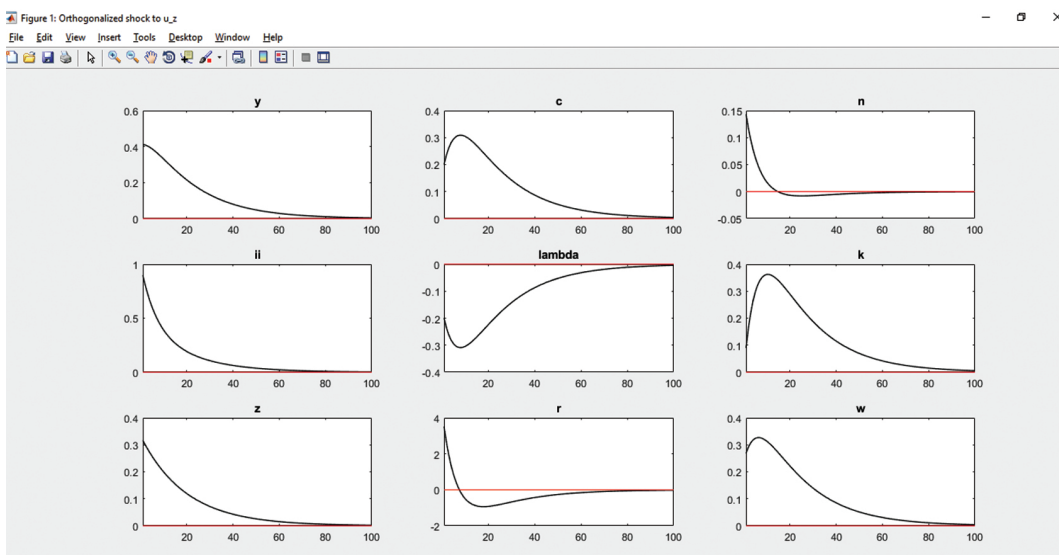 Figure 1: Orthogonalized shock to u_z
File Edit View Insert Tools Desktop Window Help
y
0.6
0.4
0.2
0
20 40 60 80 100
c
0.4
0.3
0.2
0.1
0
20 40 60 80 100
n
0.15
0.1
0.05
0
-0.05
20 40 60 80 100
ii
1
0.5
0
20 40 60 80 100
lambda
0
-0.1
-0.2
-0.3
-0.4
20 40 60 80 100
k
0.4
0.3
0.2
0.1
0
20 40 60 80 100
z
0.4
0.3
0.2
0.1
0
20 40 60 80 100
r
4
2
0
-2
20 40 60 80 100
w
0.4
0.3
0.2
0.1
0
20 40 60 80 100